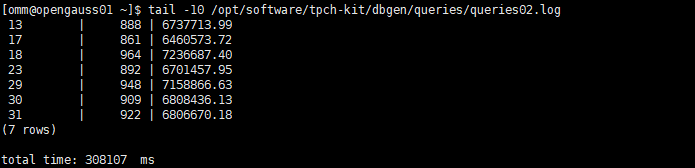 [omm@opengauss01 ~]$ tail -10 /opt/software/tpch-kit/dbgen/queries/queries02.log
13 | 888 | 6737713.99
17 | 861 | 6460573.72
18 | 964 | 7236687.40
23 | 892 | 6701457.95
29 | 948 | 7158866.63
30 | 909 | 6808436.13
31 | 922 | 6806670.18
(7 rows)
total time: 308107 ms